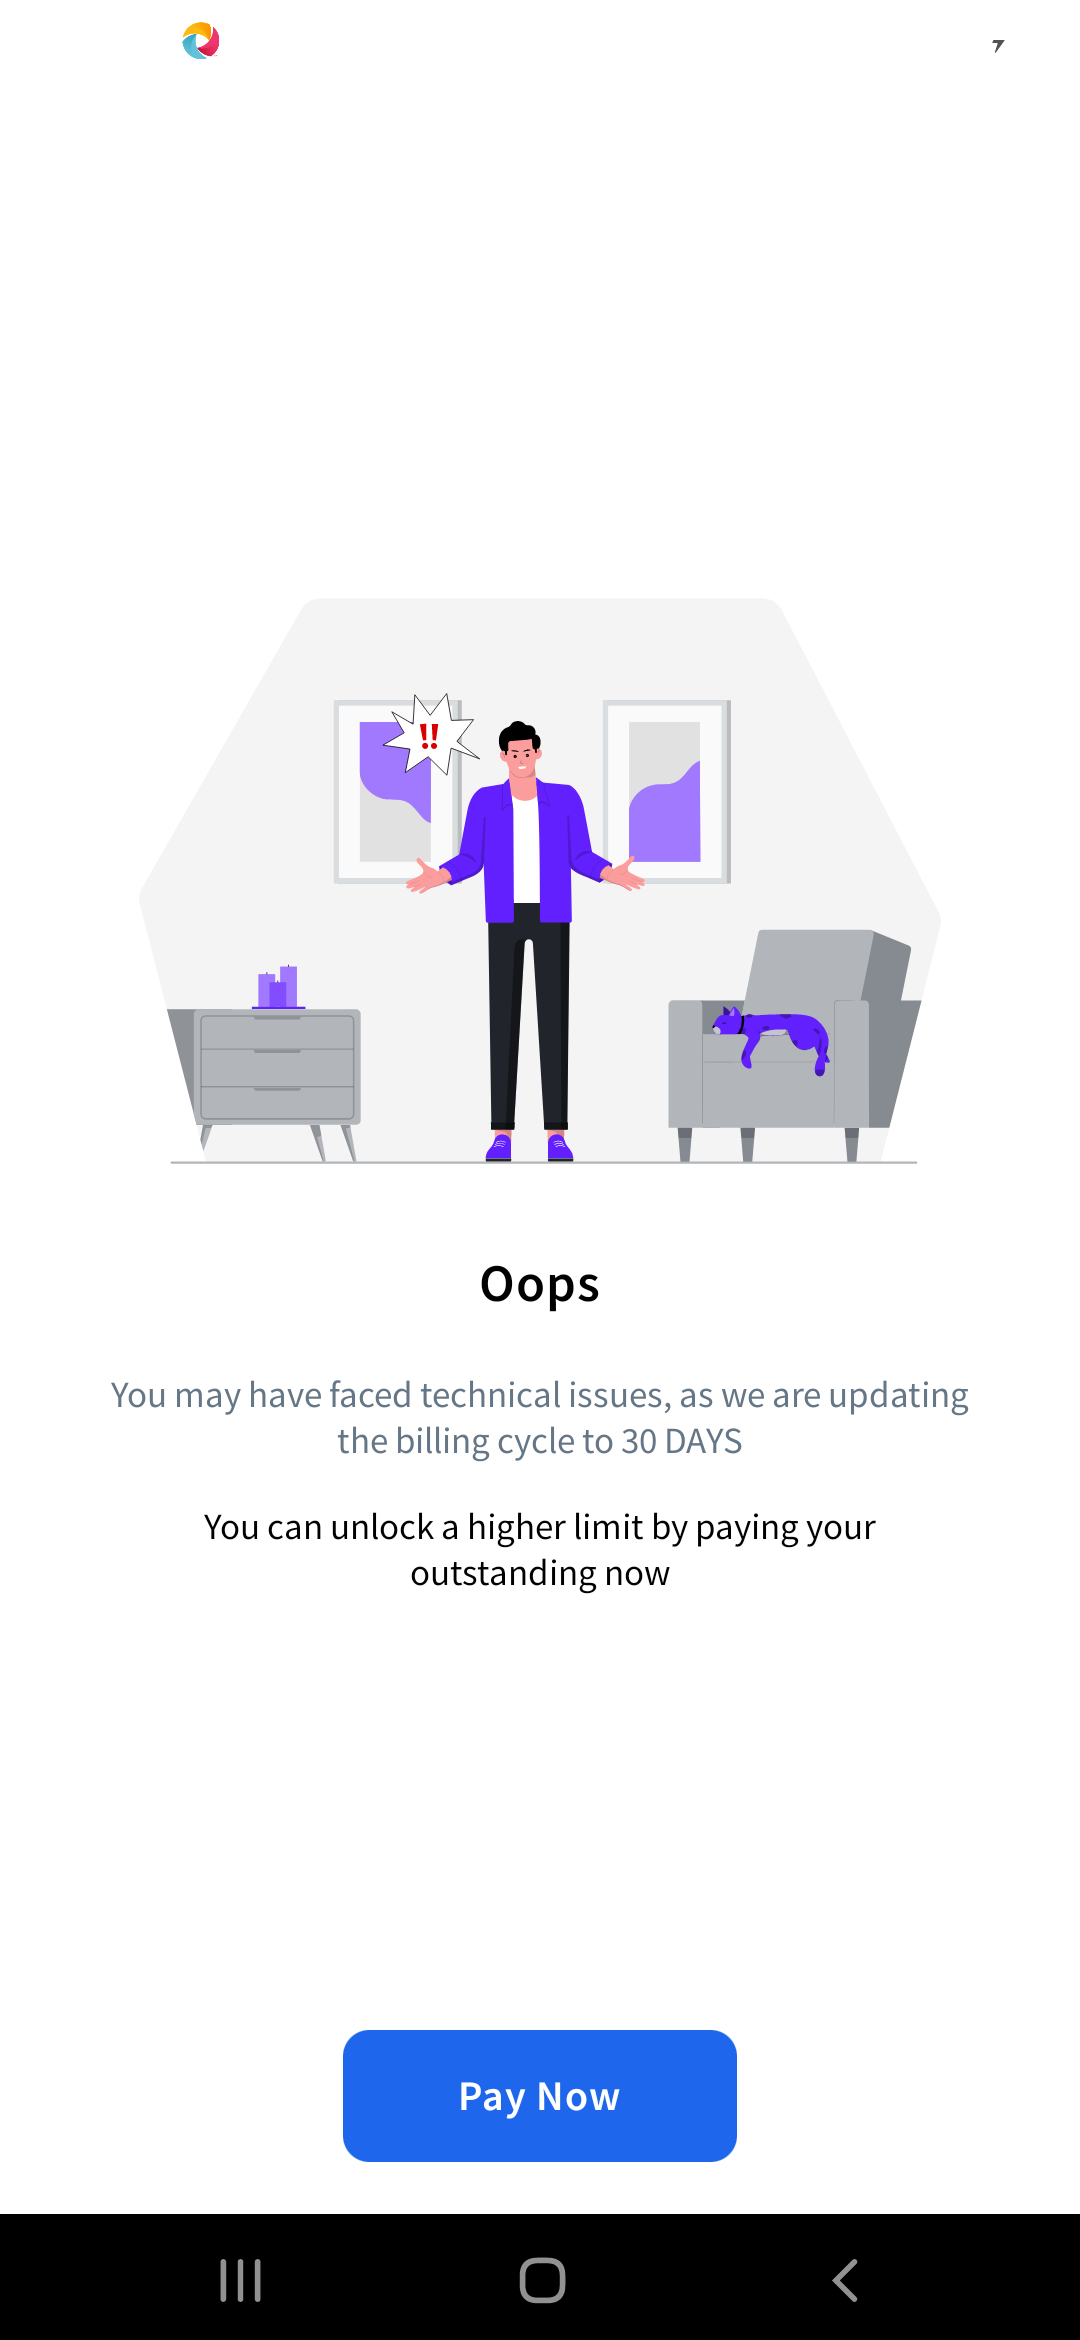 !!
Oops
You may have faced technical issues, as we are updating
the billing cycle to 30 DAYS
You can unlock a higher limit by paying your
outstanding now
Pay Now